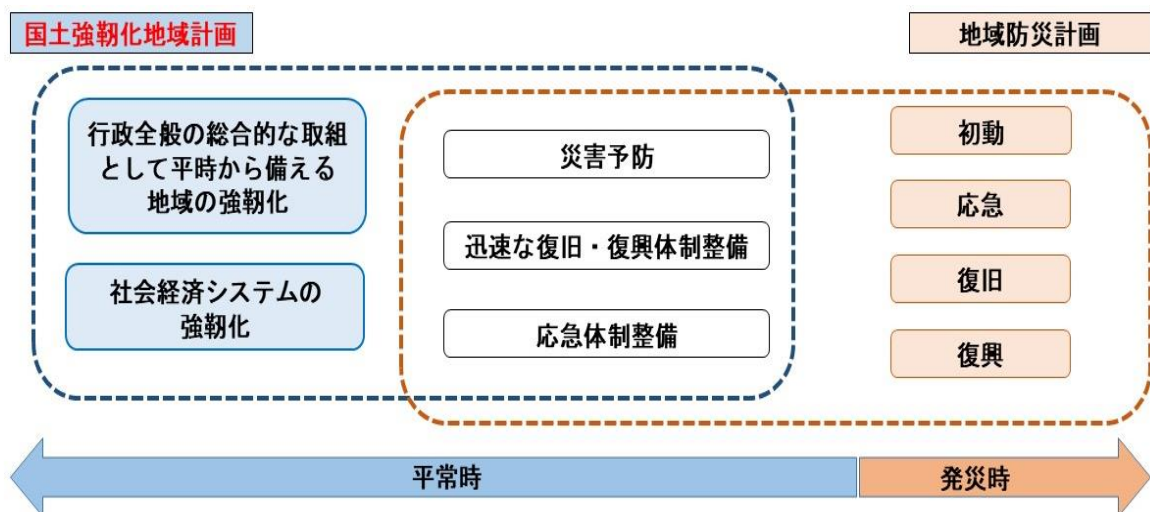 国土強靭化地域計画
地域防災計画
行政全般の総合的な取組
として平時から備える
地域の強靭化
社会経済システムの
強靭化
災害予防
迅速な復旧・復興体制整備
応急体制整備
初動
応急
復旧
復興
平常時
発災時